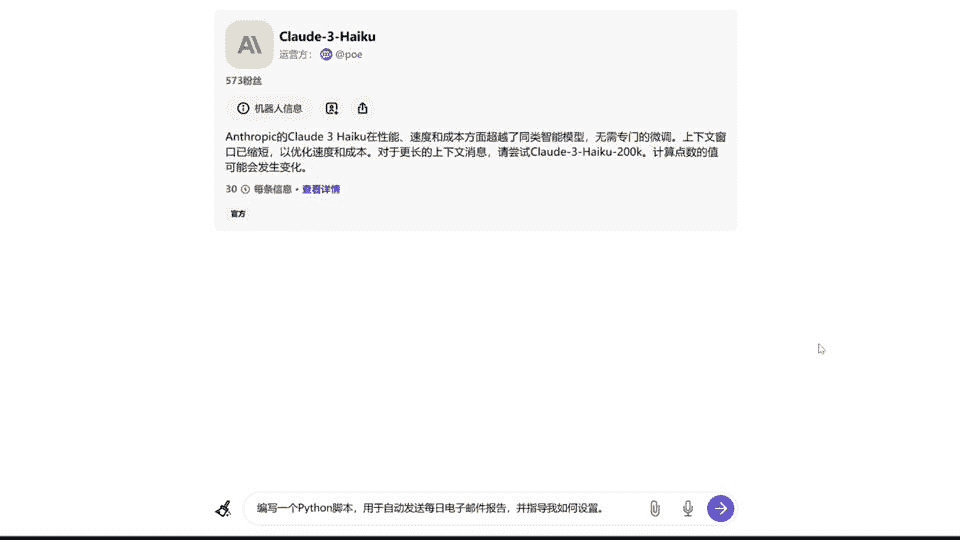 Claude-3-Haiku
运营方： @poe
573粉丝
机器人信息
Anthropic的Claude 3 Haiku在性能、速度和成本方面超越了同类智能模型，无需专门的微调。上下文窗
口已缩短，以优化速度和成本。对于更长的上下文消息，请尝试Claude-3-Haiku-200k。计算点数的值
可能会发生变化。
30 每条信息 • 查看详情
官方
编写一个Python脚本，用于自动发送每日电子邮件报告，并指导我如何设置。